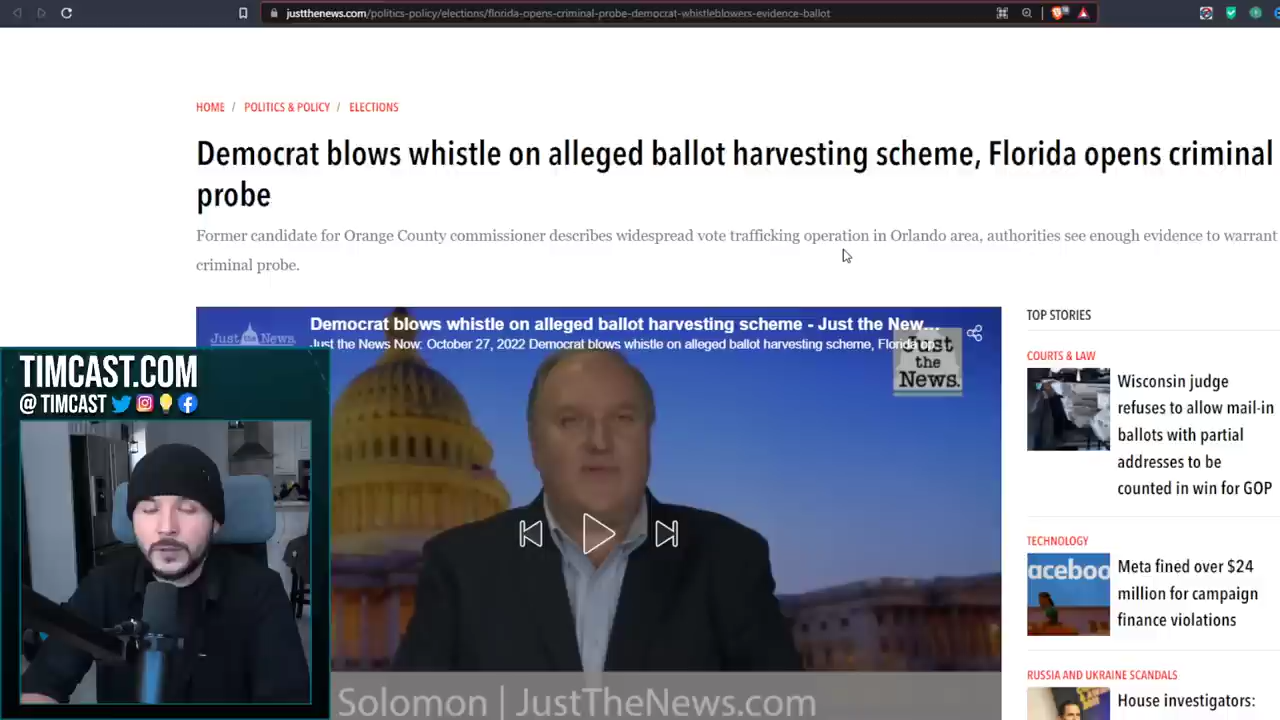 justthenews.com/politics-policy/elections/florida-opens-criminal-probe-democrat-whistleblowers-evidence-ballot
HOME / POLITICS & POLICY / ELECTIONS
Democrat blows whistle on alleged ballot harvesting scheme, Florida opens criminal
probe
Former candidate for Orange County commissioner describes widespread vote trafficking operation in Orlando area, authorities see enough evidence to warrant
criminal probe.
Just the News
Democrat blows whistle on alleged ballot harvesting scheme - Just the New...
Just the News Now: October 27, 2022 Democrat blows whistle on alleged ballot harvesting scheme, Florida op...
Just
the
News.
Solomon | JustTheNews.com
TOP STORIES
COURTS & LAW
Wisconsin judge
refuses to allow mail-in
ballots with partial
addresses to be
counted in win for GOP
TECHNOLOGY
aceboo
Meta fined over $24
million for campaign
finance violations
RUSSIA AND UKRAINE SCANDALS
House investigators:
TIMCAST.COM
@ TIMCAST